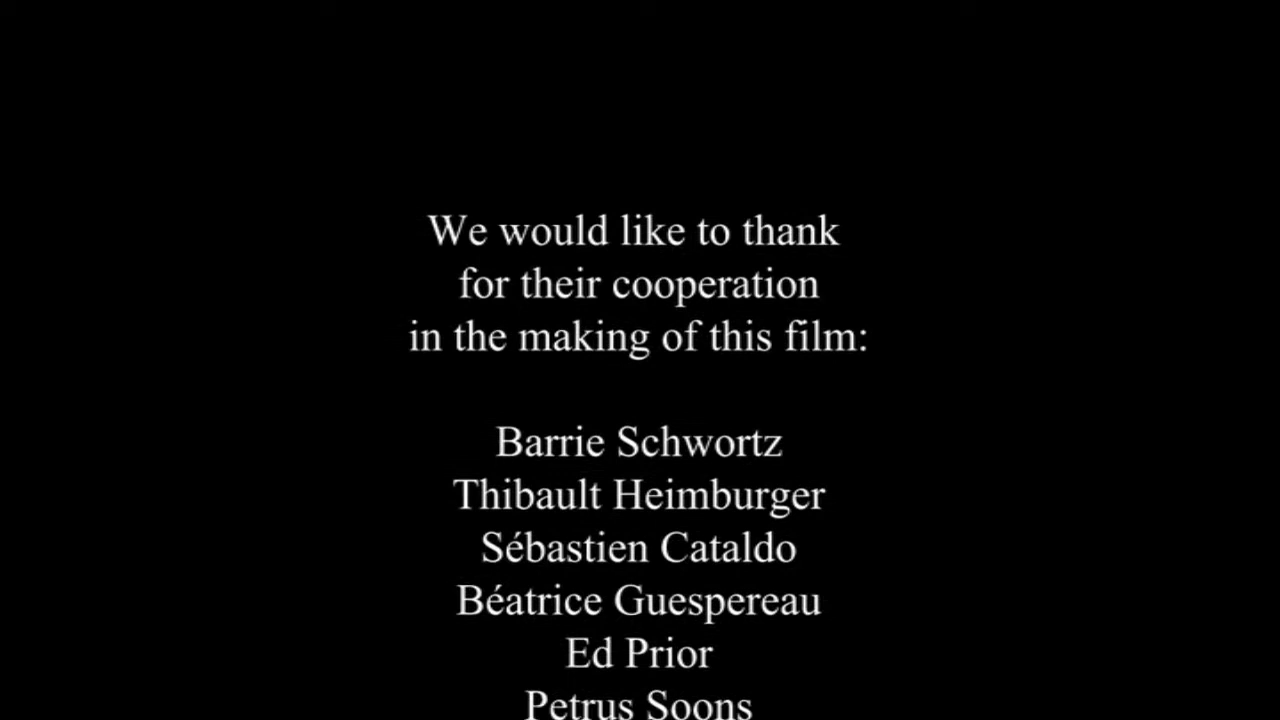 We would like to thank
for their cooperation
in the making of this film:
Barrie Schwortz
Thibault Heimburger
Sébastien Cataldo
Béatrice Guespereau
Ed Prior
Petrus Soons